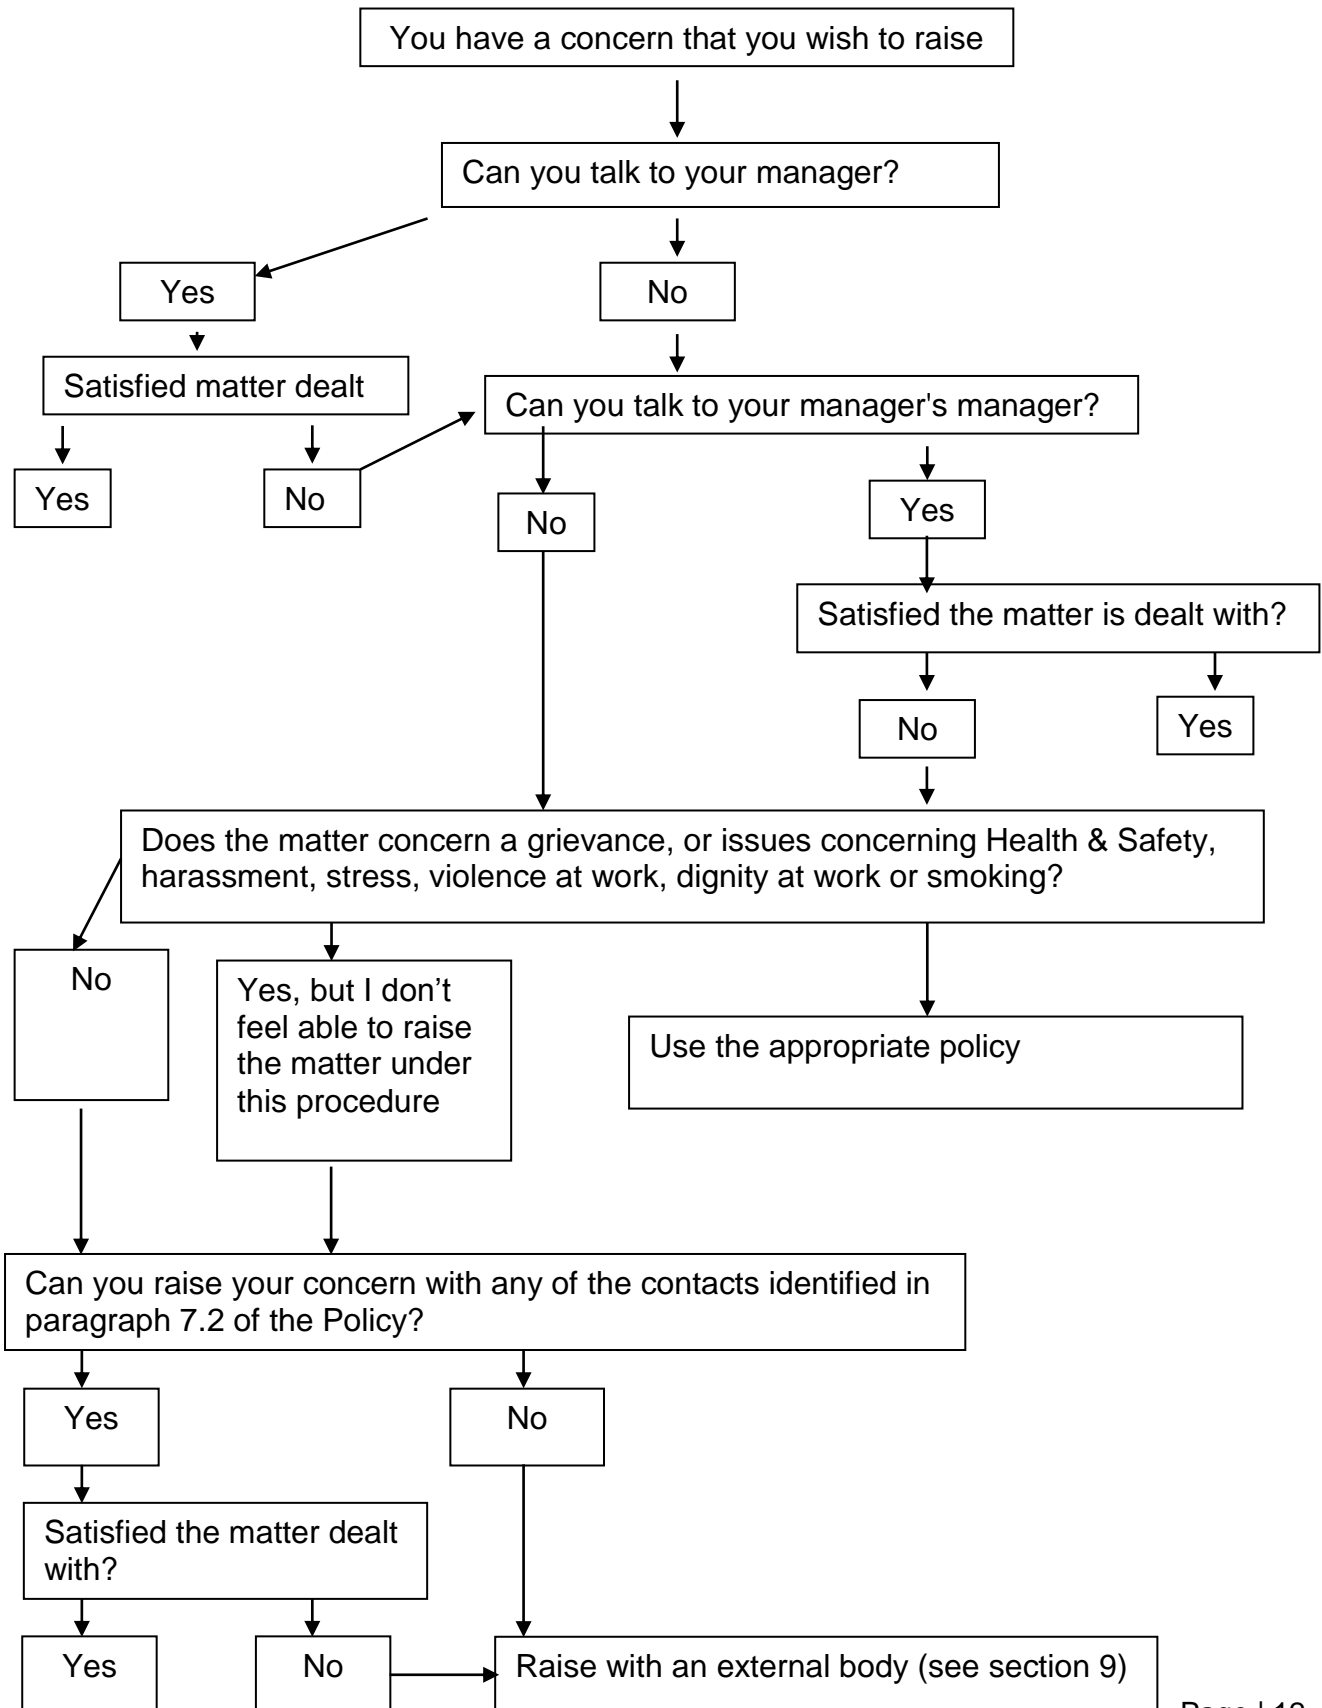 You have a concern that you wish to raise
Can you talk to your manager?
Yes
No
Satisfied matter dealt
Can you talk to your manager's manager?
Yes
No
No
Yes
Satisfied the matter is dealt with?
No
Yes
Does the matter concern a grievance, or issues concerning Health & Safety,
harassment, stress, violence at work, dignity at work or smoking?
No
Yes, but I don’t
feel able to raise
the matter under
this procedure
Use the appropriate policy
Can you raise your concern with any of the contacts identified in
paragraph 7.2 of the Policy?
Yes
No
Satisfied the matter dealt
with?
Yes
No
Raise with an external body (see section 9)